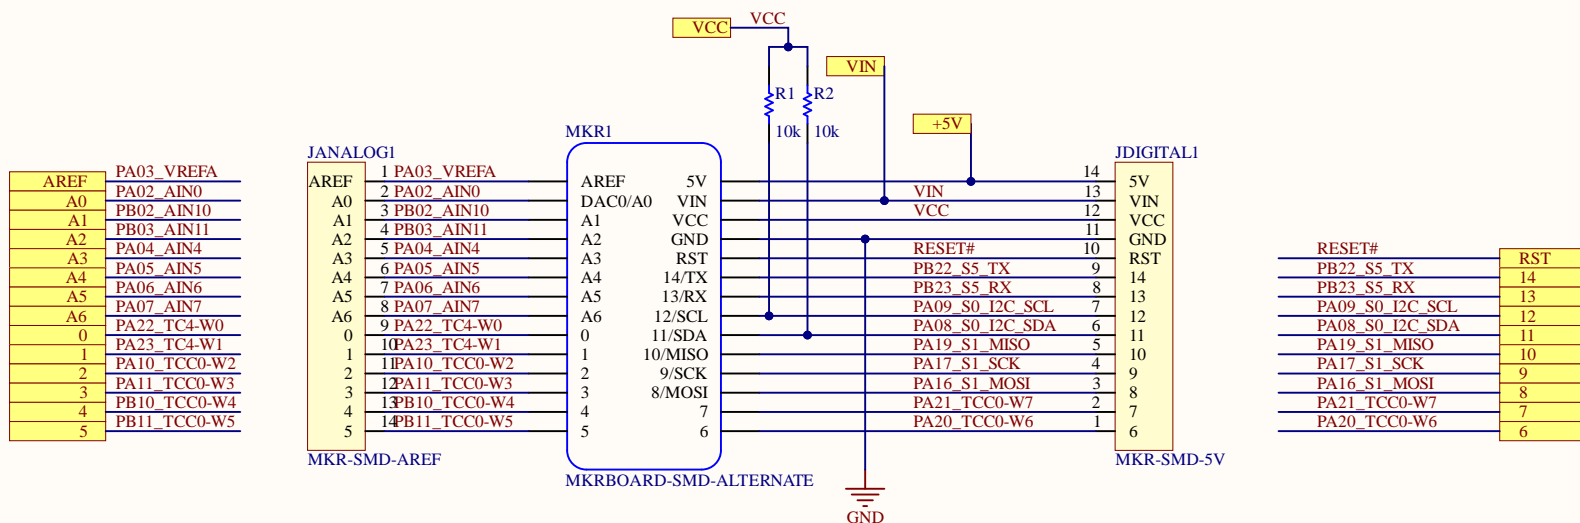 VCC VCC
VIN
R1 R2
10k 10k
+5V
MKR1
JANALOG1
JDIGITAL1
AREF PA03_VREFA
A0 PA02_AIN0
A1 PB02_AIN10
A2 PB03_AIN11
A3 PA04_AIN4
A4 PA05_AIN5
A5 PA06_AIN6
A6 PA07_AIN7
0 PA22_TC4-W0
1 PA23_TC4-W1
2 PA10_TCC0-W2
3 PA11_TCC0-W3
4 PB10_TCC0-W4
5 PB11_TCC0-W5
AREF 1 PA03_VREFA
A0 2 PA02_AIN0
A1 3 PB02_AIN10
A2 4 PB03_AIN11
A3 5 PA04_AIN4
A4 6 PA05_AIN5
A5 7 PA06_AIN6
A6 8 PA07_AIN7
0 9 PA22_TC4-W0
1 10 PA23_TC4-W1
2 11 PA10_TCC0-W2
3 12 PA11_TCC0-W3
4 13 PB10_TCC0-W4
5 14 PB11_TCC0-W5
MKR-SMD-AREF
AREF 5V
DAC0/A0 VIN
A1 VCC
A2 GND
A3 RST
A4 14/TX
A5 13/RX
A6 12/SCL
0 11/SDA
1 10/MISO
2 9/SCK
3 8/MOSI
4 7
5 6
MKRBOARD-SMD-ALTERNATE
14 5V
VIN 13 VIN
VCC 12 VCC
11 GND
RESET# 10 RST
PB22_S5_TX 9 14
PB23_S5_RX 8 13
PA09_S0_I2C_SCL 7 12
PA08_S0_I2C_SDA 6 11
PA19_S1_MISO 5 10
PA17_S1_SCK 4 9
PA16_S1_MOSI 3 8
PA21_TCC0-W7 2 7
PA20_TCC0-W6 1 6
MKR-SMD-5V
GND
RESET# RST
PB22_S5_TX 14
PB23_S5_RX 13
PA09_S0_I2C_SCL 12
PA08_S0_I2C_SDA 11
PA19_S1_MISO 10
PA17_S1_SCK 9
PA16_S1_MOSI 8
PA21_TCC0-W7 7
PA20_TCC0-W6 6